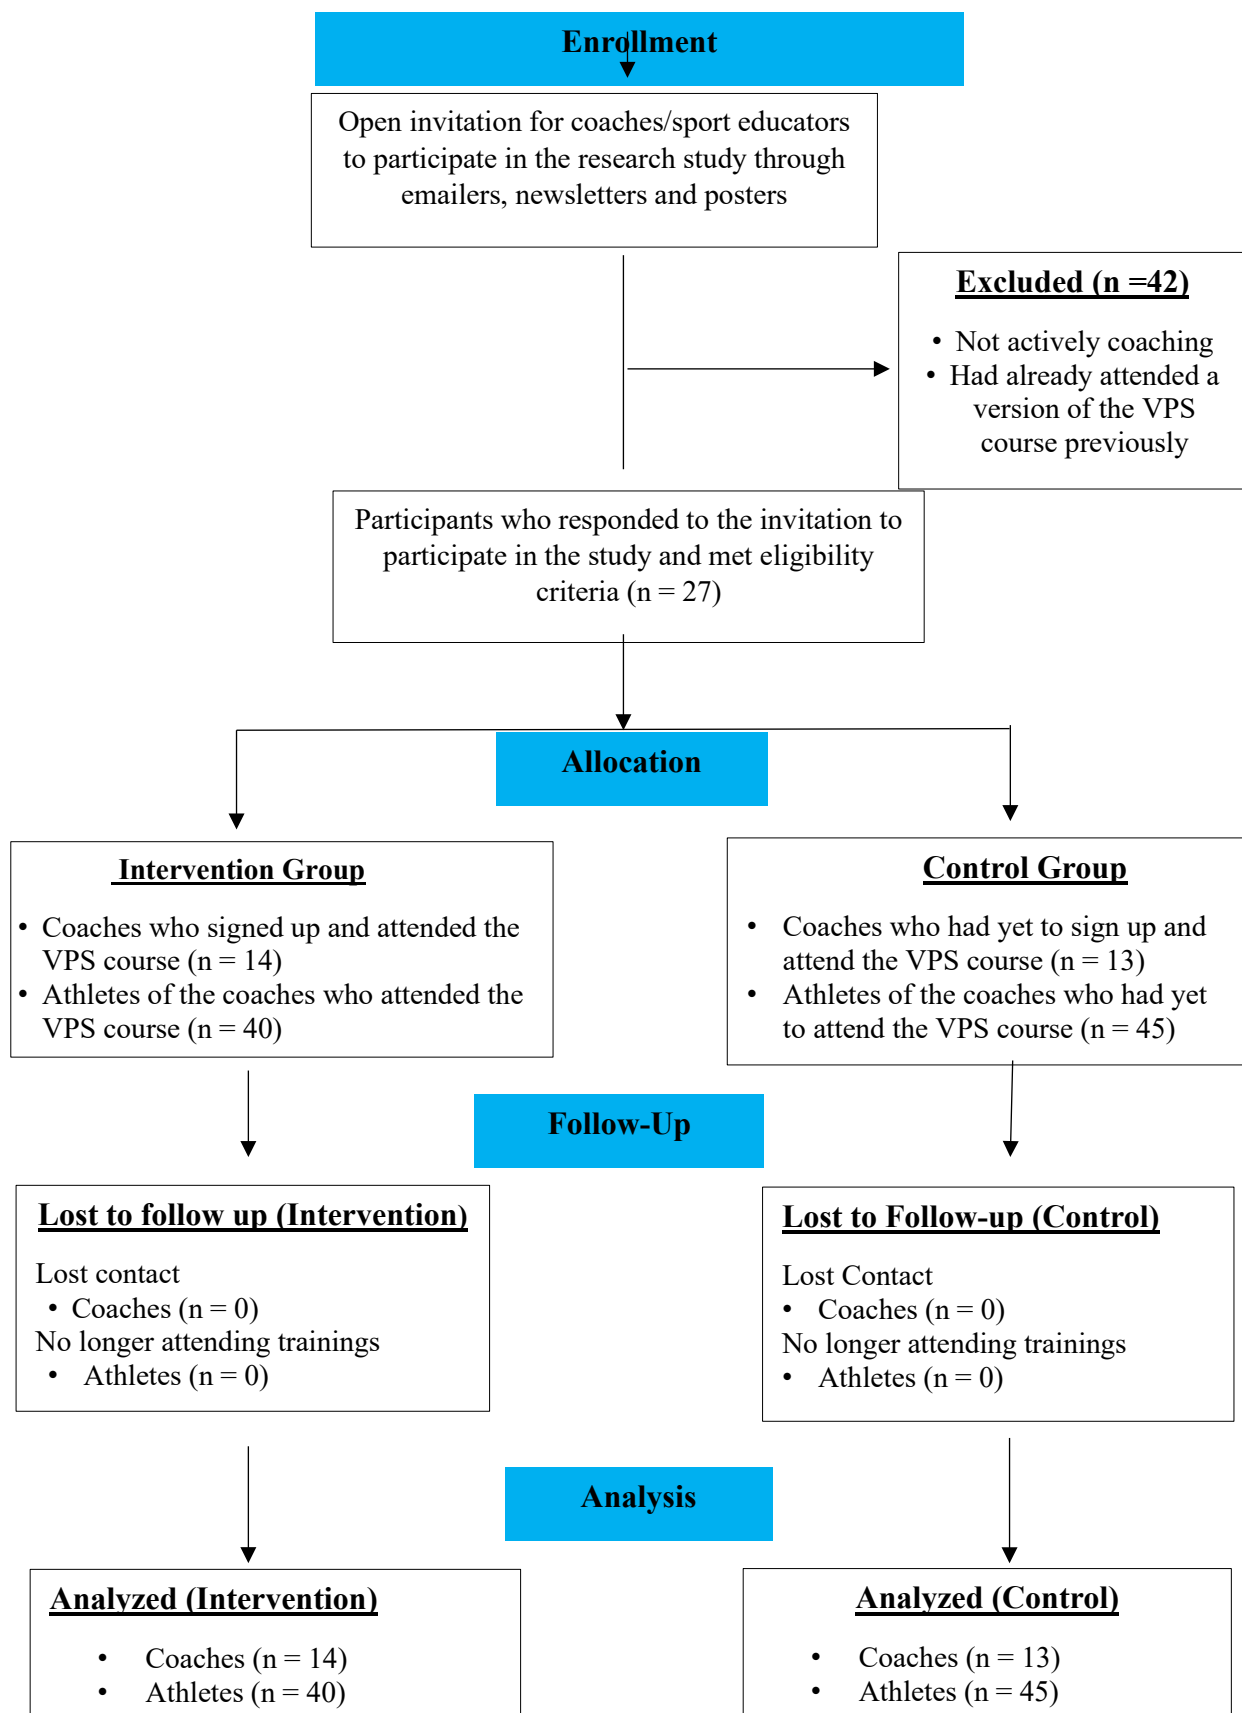 Enrollment
Open invitation for coaches/sport educators
to participate in the research study through
emailers, newsletters and posters
Excluded (n =42)
• Not actively coaching
• Had already attended a
version of the VPS
course previously
Participants who responded to the invitation to
participate in the study and met eligibility
criteria (n = 27)
Allocation
Intervention Group
• Coaches who signed up and attended the
VPS course (n = 14)
• Athletes of the coaches who attended the
VPS course (n = 40)
Control Group
• Coaches who had yet to sign up and
attend the VPS course (n = 13)
• Athletes of the coaches who had yet
to attend the VPS course (n = 45)
Follow-Up
Lost to follow up (Intervention)
Lost contact
• Coaches (n = 0)
No longer attending trainings
• Athletes (n = 0)
Lost to Follow-up (Control)
Lost Contact
• Coaches (n = 0)
No longer attending trainings
• Athletes (n = 0)
Analysis
Analyzed (Intervention)
• Coaches (n = 14)
• Athletes (n = 40)
Analyzed (Control)
• Coaches (n = 13)
• Athletes (n = 45)